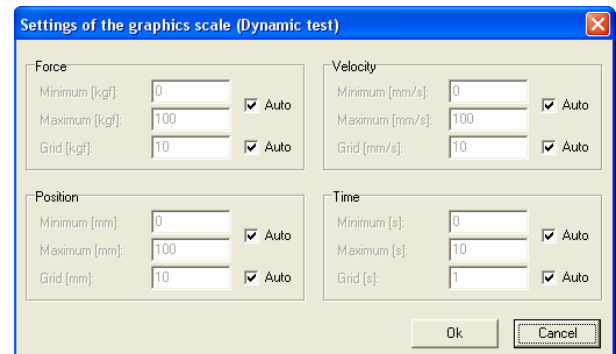 Settings of the graphics scale (Dynamic test)
Force
Minimum [kgf]: 0
Maximum [kgf]: 100
Auto
Grid [kgf]: 10 Auto
Velocity
Minimum [mm/s]: 0
Maximum [mm/s]: 100
Auto
Grid [mm/s]: 10 Auto
Position
Minimum [mm]: 0
Maximum [mm]: 100
Auto
Grid [mm]: 10 Auto
Time
Minimum [s]: 0
Maximum [s]: 10
Auto
Grid [s]: 1 Auto
Ok Cancel